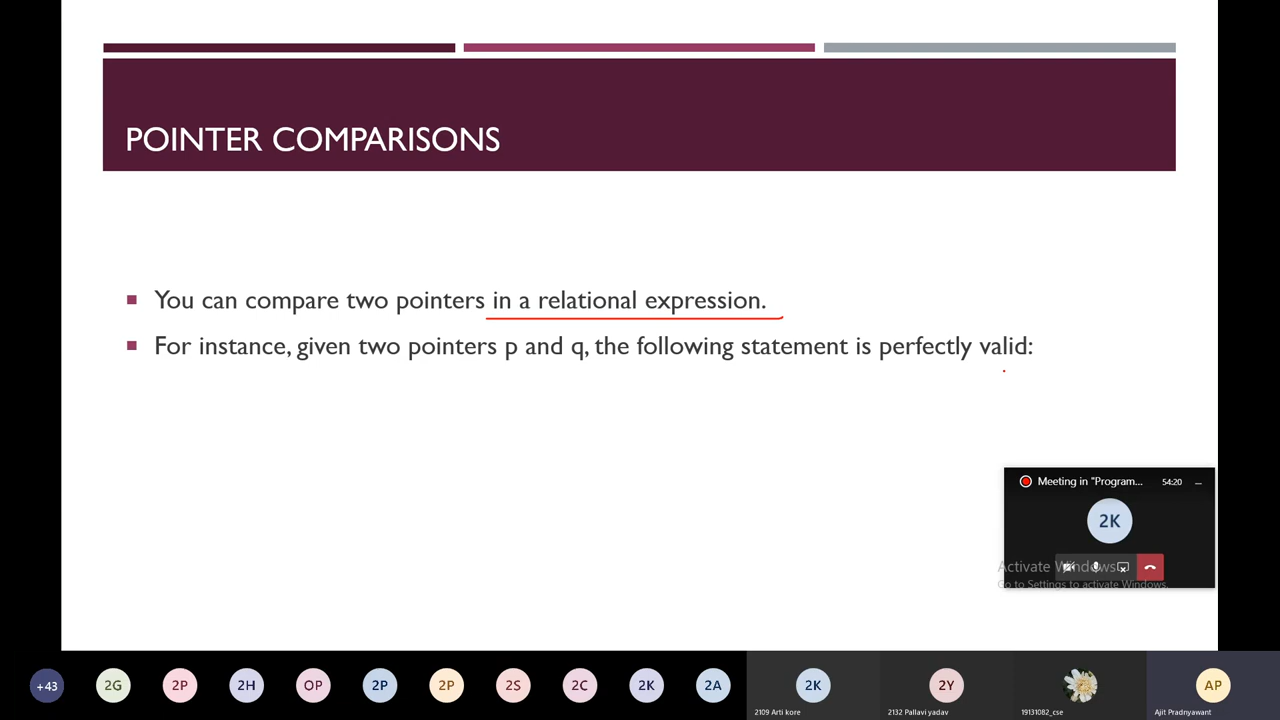 POINTER COMPARISONS
You can compare two pointers in a relational expression.
For instance, given two pointers p and q, the following statement is perfectly valid:
Meeting in "Program... 54:20
2K
Activate Windows
Go to Settings to activate Windows.
+43 2G 2P 2H OP 2P 2P 2S 2C 2K 2A 2K 2Y AP
2109 Arti kore 2132 Pallavi yadav 19131082_cse Ajit Pradnyawant